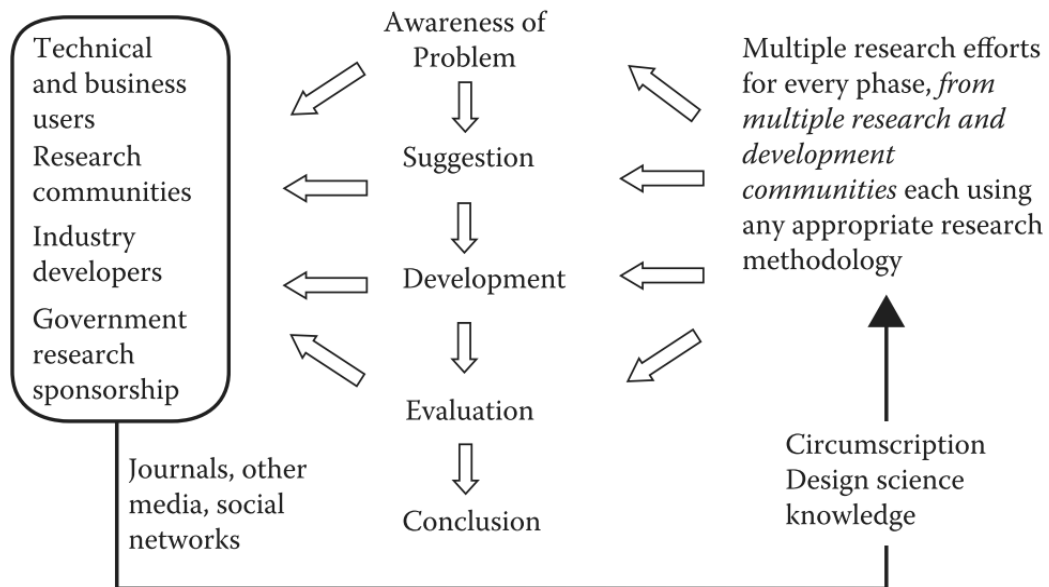 Technical
and business
users
Research
communities
Industry
developers
Government
research
sponsorship
Journals, other
media, social
networks
Awareness of
Problem
Suggestion
Development
Evaluation
Conclusion
Multiple research efforts
for every phase, from
multiple research and
development
communities each using
any appropriate research
methodology
Circumscription
Design science
knowledge